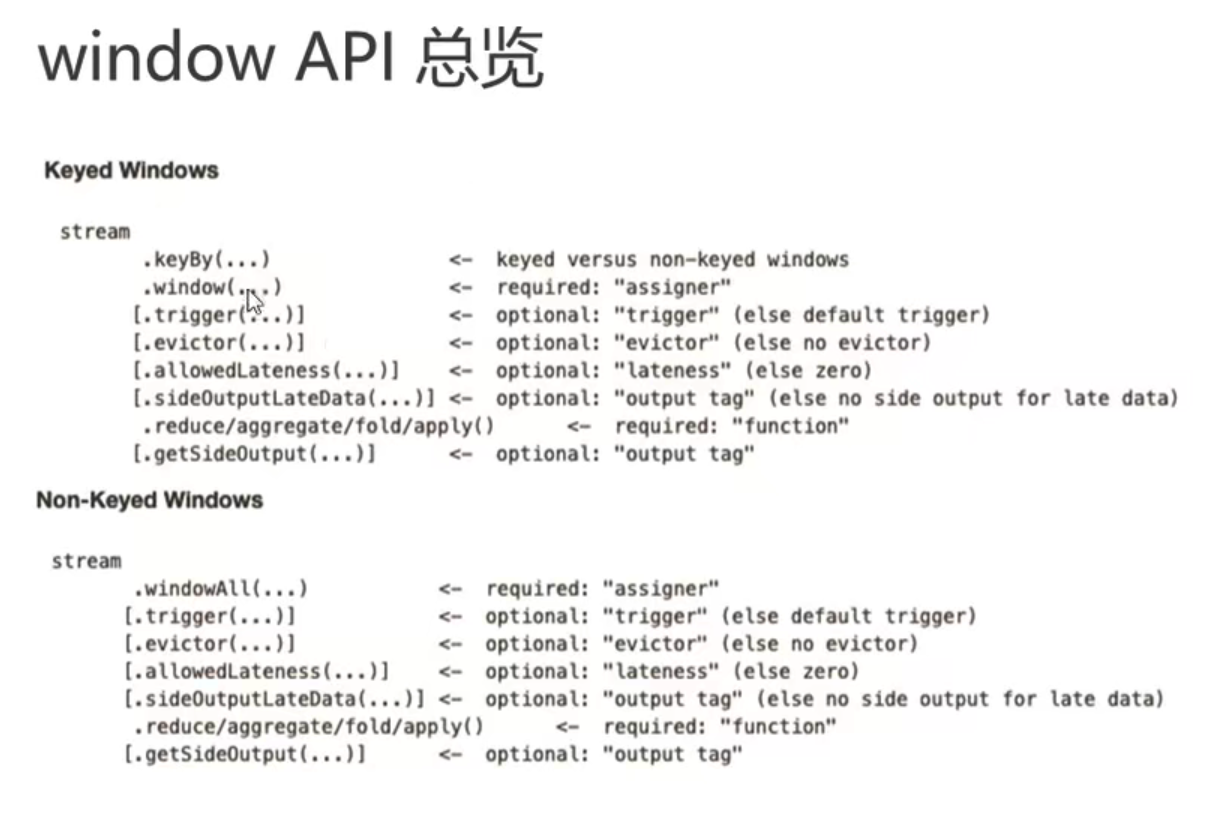 window API 总览
Keyed Windows
stream
.keyBy(...) <- keyed versus non-keyed windows
.window(...) <- required: "assigner"
[.trigger(...)] <- optional: "trigger" (else default trigger)
[.evictor(...)] <- optional: "evictor" (else no evictor)
[.allowedLateness(...)] <- optional: "lateness" (else zero)
[.sideOutputLateData(...)] <- optional: "output tag" (else no side output for late data)
.reduce/aggregate/fold/apply() <- required: "function"
[.getSideOutput(...)] <- optional: "output tag"
Non-Keyed Windows
stream
.windowAll(...) <- required: "assigner"
[.trigger(...)] <- optional: "trigger" (else default trigger)
[.evictor(...)] <- optional: "evictor" (else no evictor)
[.allowedLateness(...)] <- optional: "lateness" (else zero)
[.sideOutputLateData(...)] <- optional: "output tag" (else no side output for late data)
.reduce/aggregate/fold/apply() <- required: "function"
[.getSideOutput(...)] <- optional: "output tag"